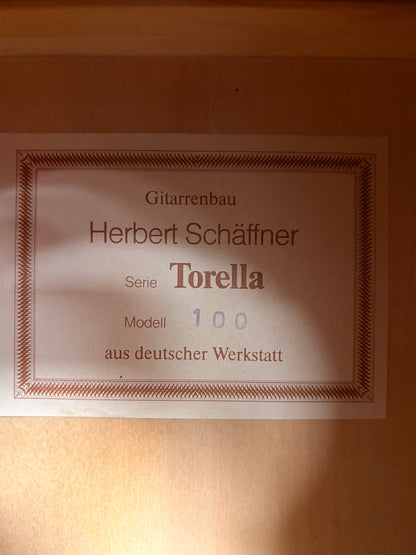 Gitarrenbau
Herbert Schäffner
Serie Torella
Modell 100
aus deutscher Werkstatt